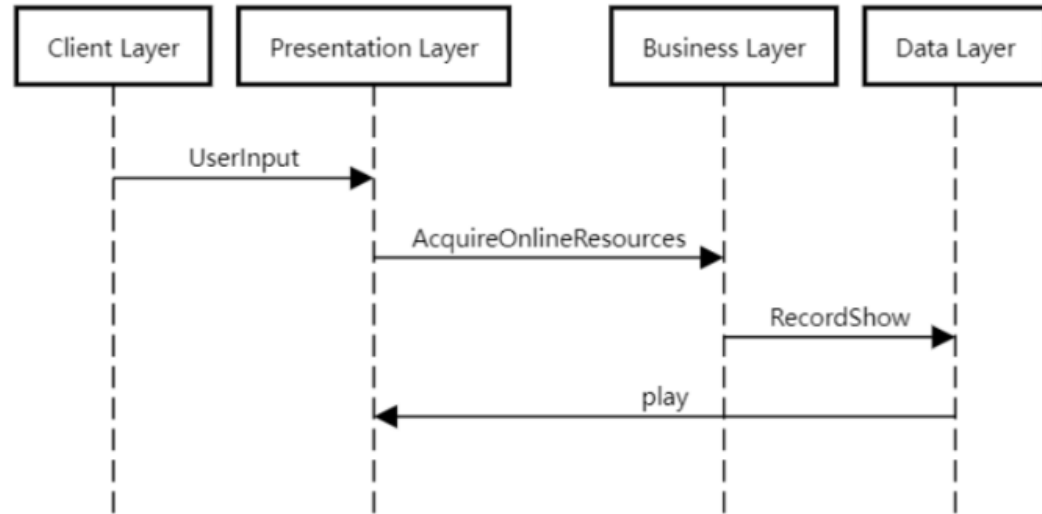 Client Layer
Presentation Layer
Business Layer
Data Layer
UserInput
AcquireOnlineResources
RecordShow
play